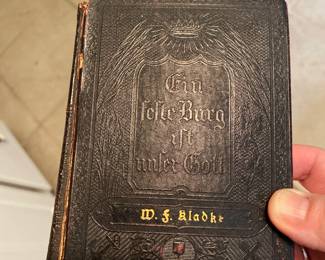 Ein
feste Burg
ist
unser Gott
W. F. Kladke